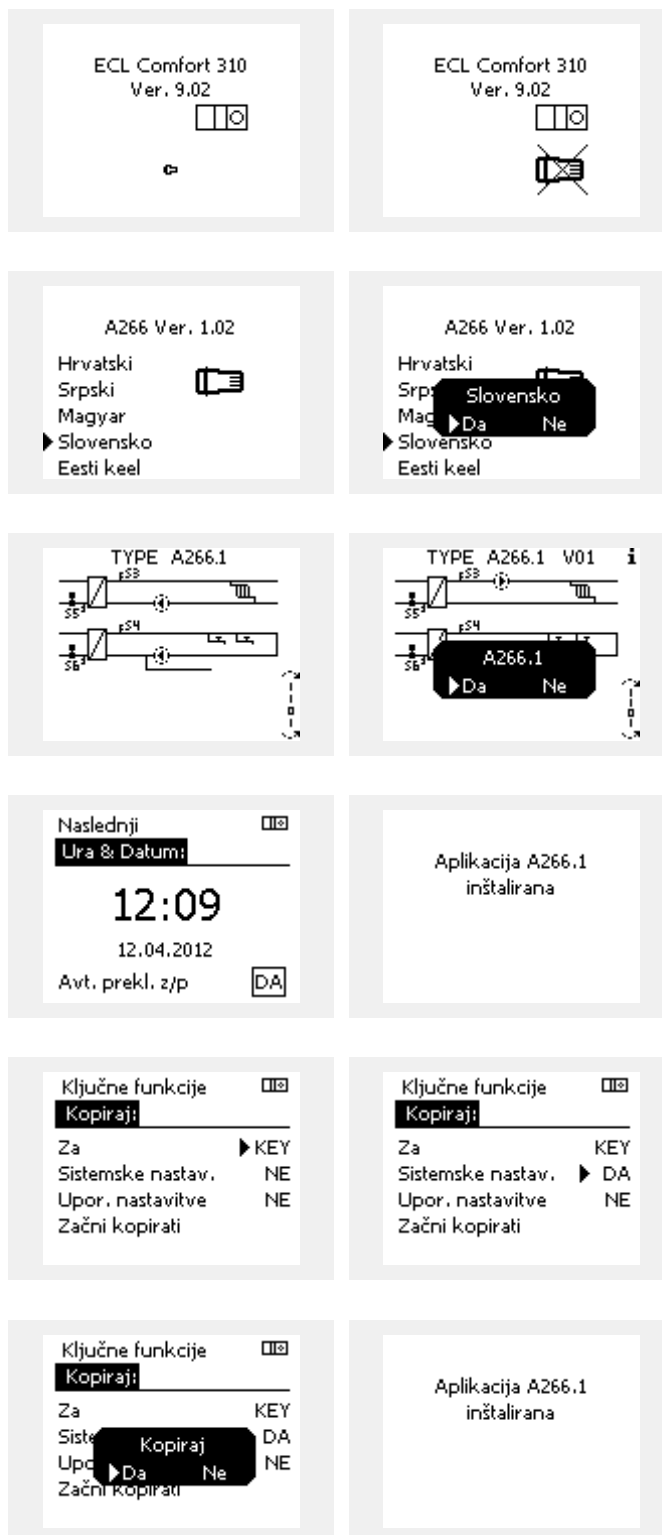 ECL Comfort 310
Ver. 9.02
ECL Comfort 310
Ver. 9.02
A266 Ver. 1.02
Hrvatski
Srpski
Magyar
Slovensko
Eesti keel
A266 Ver. 1.02
Hrvatski
Slovensko
Da Ne
Slovensko
Eesti keel
TYPE A266.1
S3
S5
S4
S6
TYPE A266.1 V01 i
S3
S5
S4
S6
A266.1
Da Ne
Naslednji
Ura & Datum:
12:09
12.04.2012
Avt. prekl. z/p DA
Aplikacija A266.1
inštalirana
Ključne funkcije
Kopiraj:
Za KEY
Sistemske nastav. NE
Upor. nastavitve NE
Začni kopirati
Ključne funkcije
Kopiraj:
Za KEY
Sistemske nastav. DA
Upor. nastavitve NE
Začni kopirati
Ključne funkcije
Kopiraj:
Za KEY
DA
Kopiraj
NE
Da Ne
Začni kopirati
Aplikacija A266.1
inštalirana